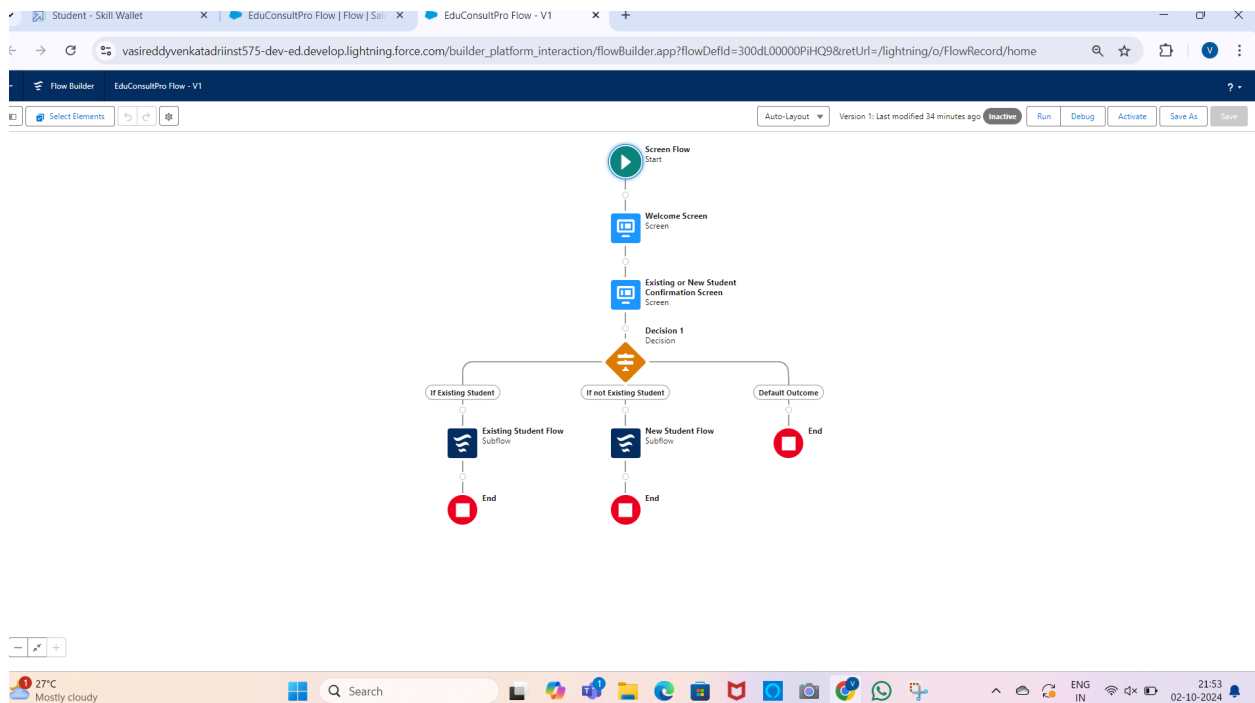 Student - Skill Wallet
EduConsultPro Flow | Flow | Sal
EduConsultPro Flow - V1
vasireddyvenkatadriinst575-dev-ed.develop.lightning.force.com/builder_platform_interaction/flowBuilder.app?flowDefId=300dL00000PiHQ9&retUrl=/lightning/o/FlowRecord/home
V
Flow Builder EduConsultPro Flow - V1
?
Select Elements
Auto-Layout Version 1: Last modified 34 minutes ago Inactive Run Debug Activate Save As Save
Screen Flow
Start
Welcome Screen
Screen
Existing or New Student
Confirmation Screen
Screen
Decision 1
Decision
If Existing Student If not Existing Student Default Outcome
Existing Student Flow
Subflow
New Student Flow
Subflow
End
End
End
1
27°C
Mostly cloudy
Search
1
V
ENG
IN
21:53
02-10-2024